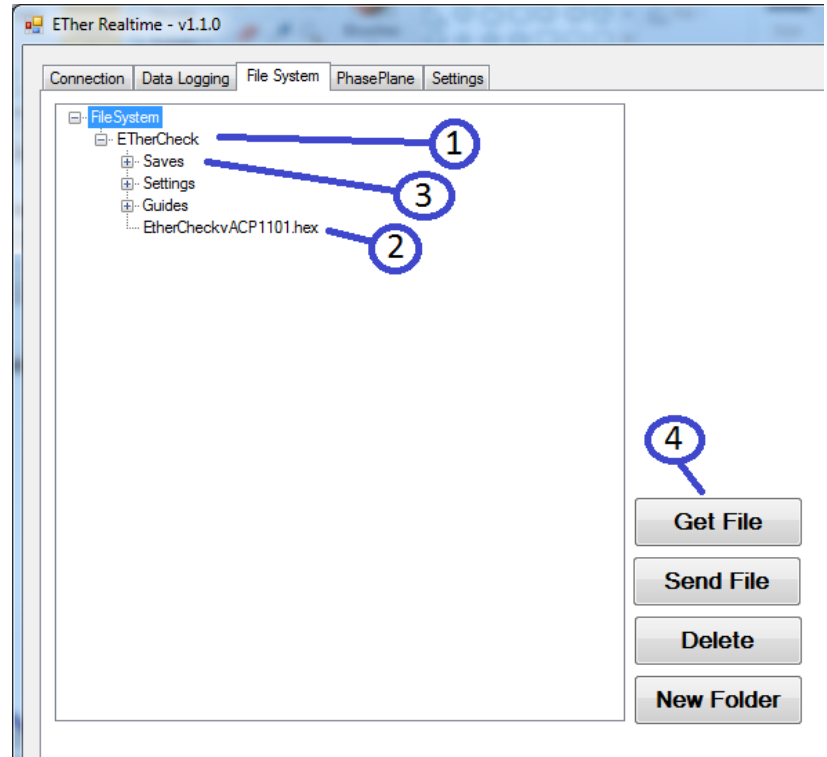 ETher Realtime - v1.1.0
Connection Data Logging File System PhasePlane Settings
FileSystem
ETherCheck
1
Saves
3
Settings
Guides
EtherCheckvACP1101.hex
2
4
Get File
Send File
Delete
New Folder